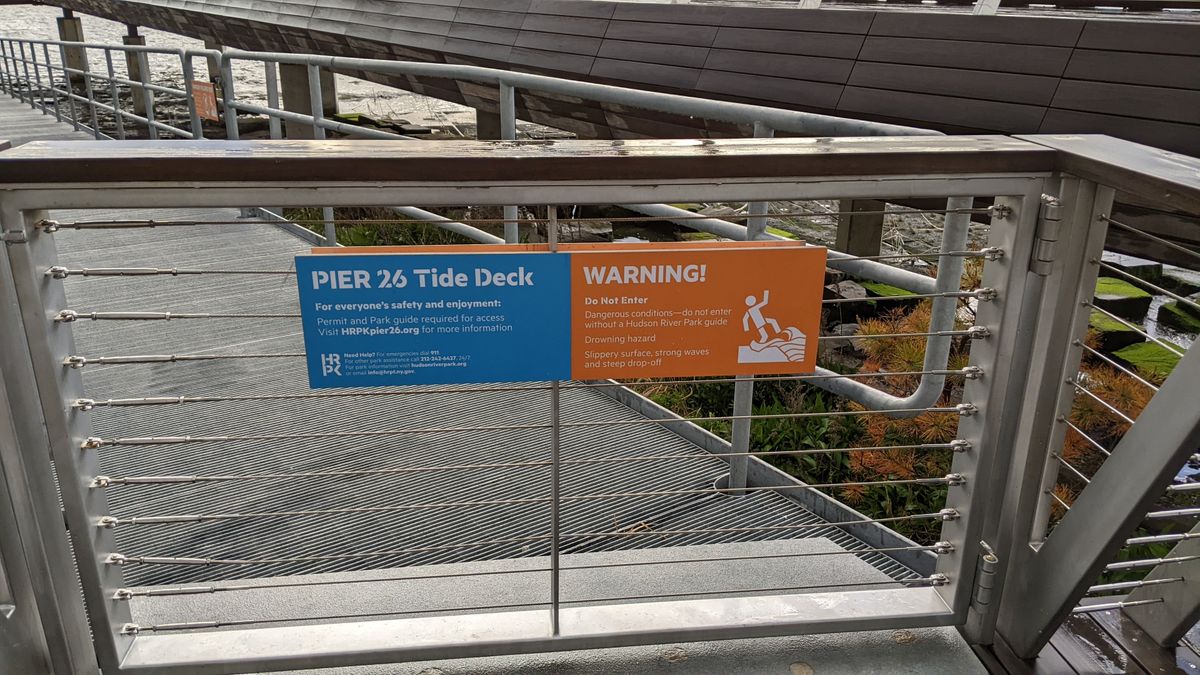 PIER 26 Tide Deck
For everyone's safety and enjoyment:
Permit and Park guide required for access
Visit HRPKpier26.org for more information
HR
PK
Need Help? For emergencies dial 911.
For other park assistance call 212-242-6427, 24/7.
For park information visit hudsonriverpark.org
or email info@hrpt.ny.gov.
WARNING!
Do Not Enter
Dangerous conditions—do not enter
without a Hudson River Park guide
Drowning hazard
Slippery surface, strong waves
and steep drop-off